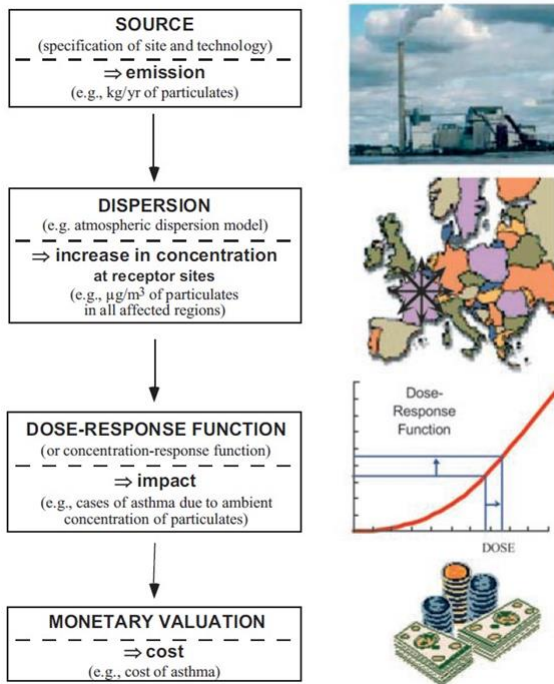 SOURCE
(specification of site and technology)
⇒ emission
(e.g., kg/yr of particulates)
DISPERSION
(e.g. atmospheric dispersion model)
⇒ increase in concentration
at receptor sites
(e.g., µg/m³ of particulates
in all affected regions)
DOSE-RESPONSE FUNCTION
(or concentration-response function)
⇒ impact
(e.g., cases of asthma due to ambient
concentration of particulates)
MONETARY VALUATION
⇒ cost
(e.g., cost of asthma)
Dose-
Response
Function
DOSE